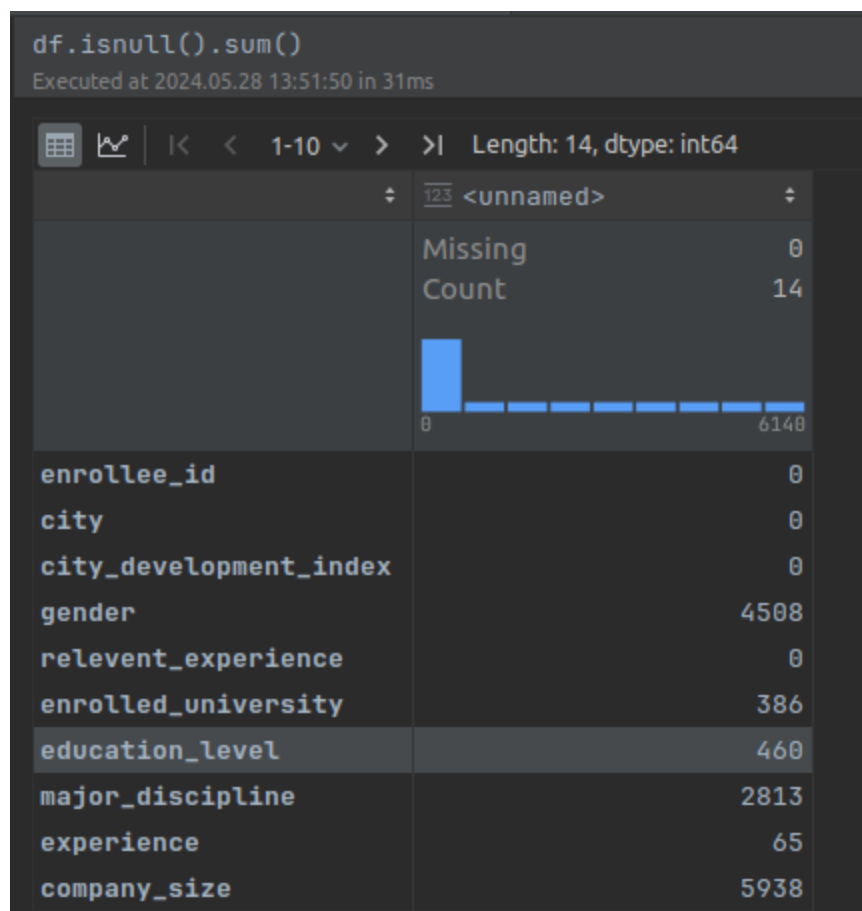 df.isnull().sum()
Executed at 2024.05.28 13:51:50 in 31ms
1-10 Length: 14, dtype: int64
123 <unnamed>
Missing 0
Count 14
0 6140
enrollee_id 0
city 0
city_development_index 0
gender 4508
relevent_experience 0
enrolled_university 386
education_level 460
major_discipline 2813
experience 65
company_size 5938